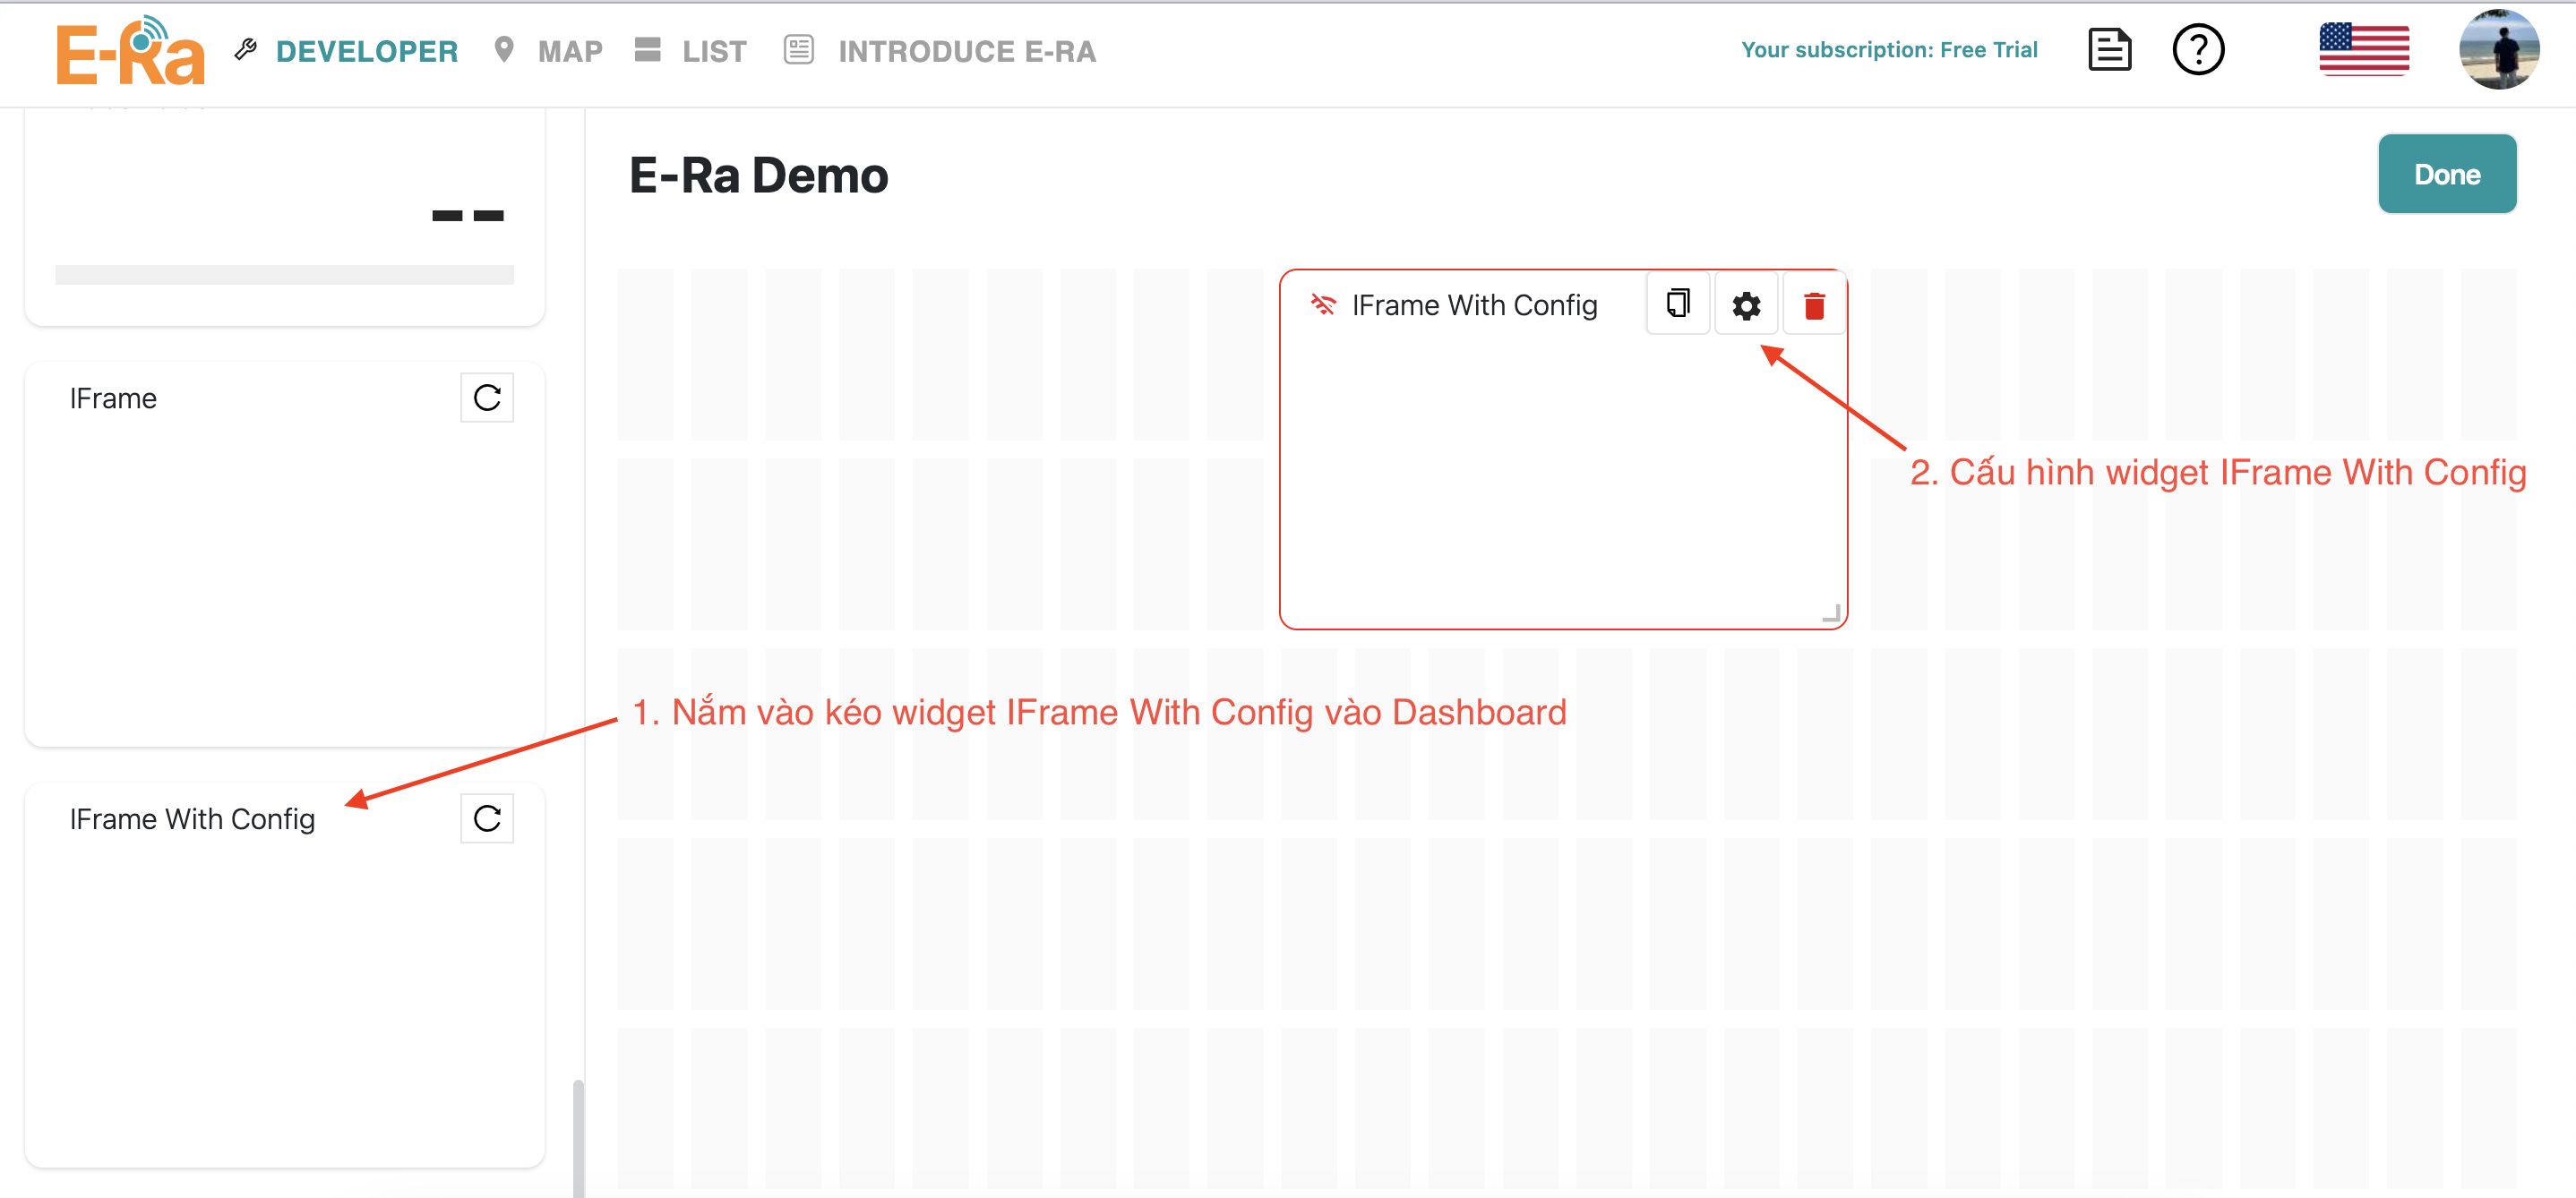 E-Ra DEVELOPER MAP LIST INTRODUCE E-RA Your subscription: Free Trial
E-Ra Demo
Done
--
IFrame
IFrame With Config
2. Cấu hình widget IFrame With Config
1. Nắm vào kéo widget IFrame With Config vào Dashboard
IFrame With Config